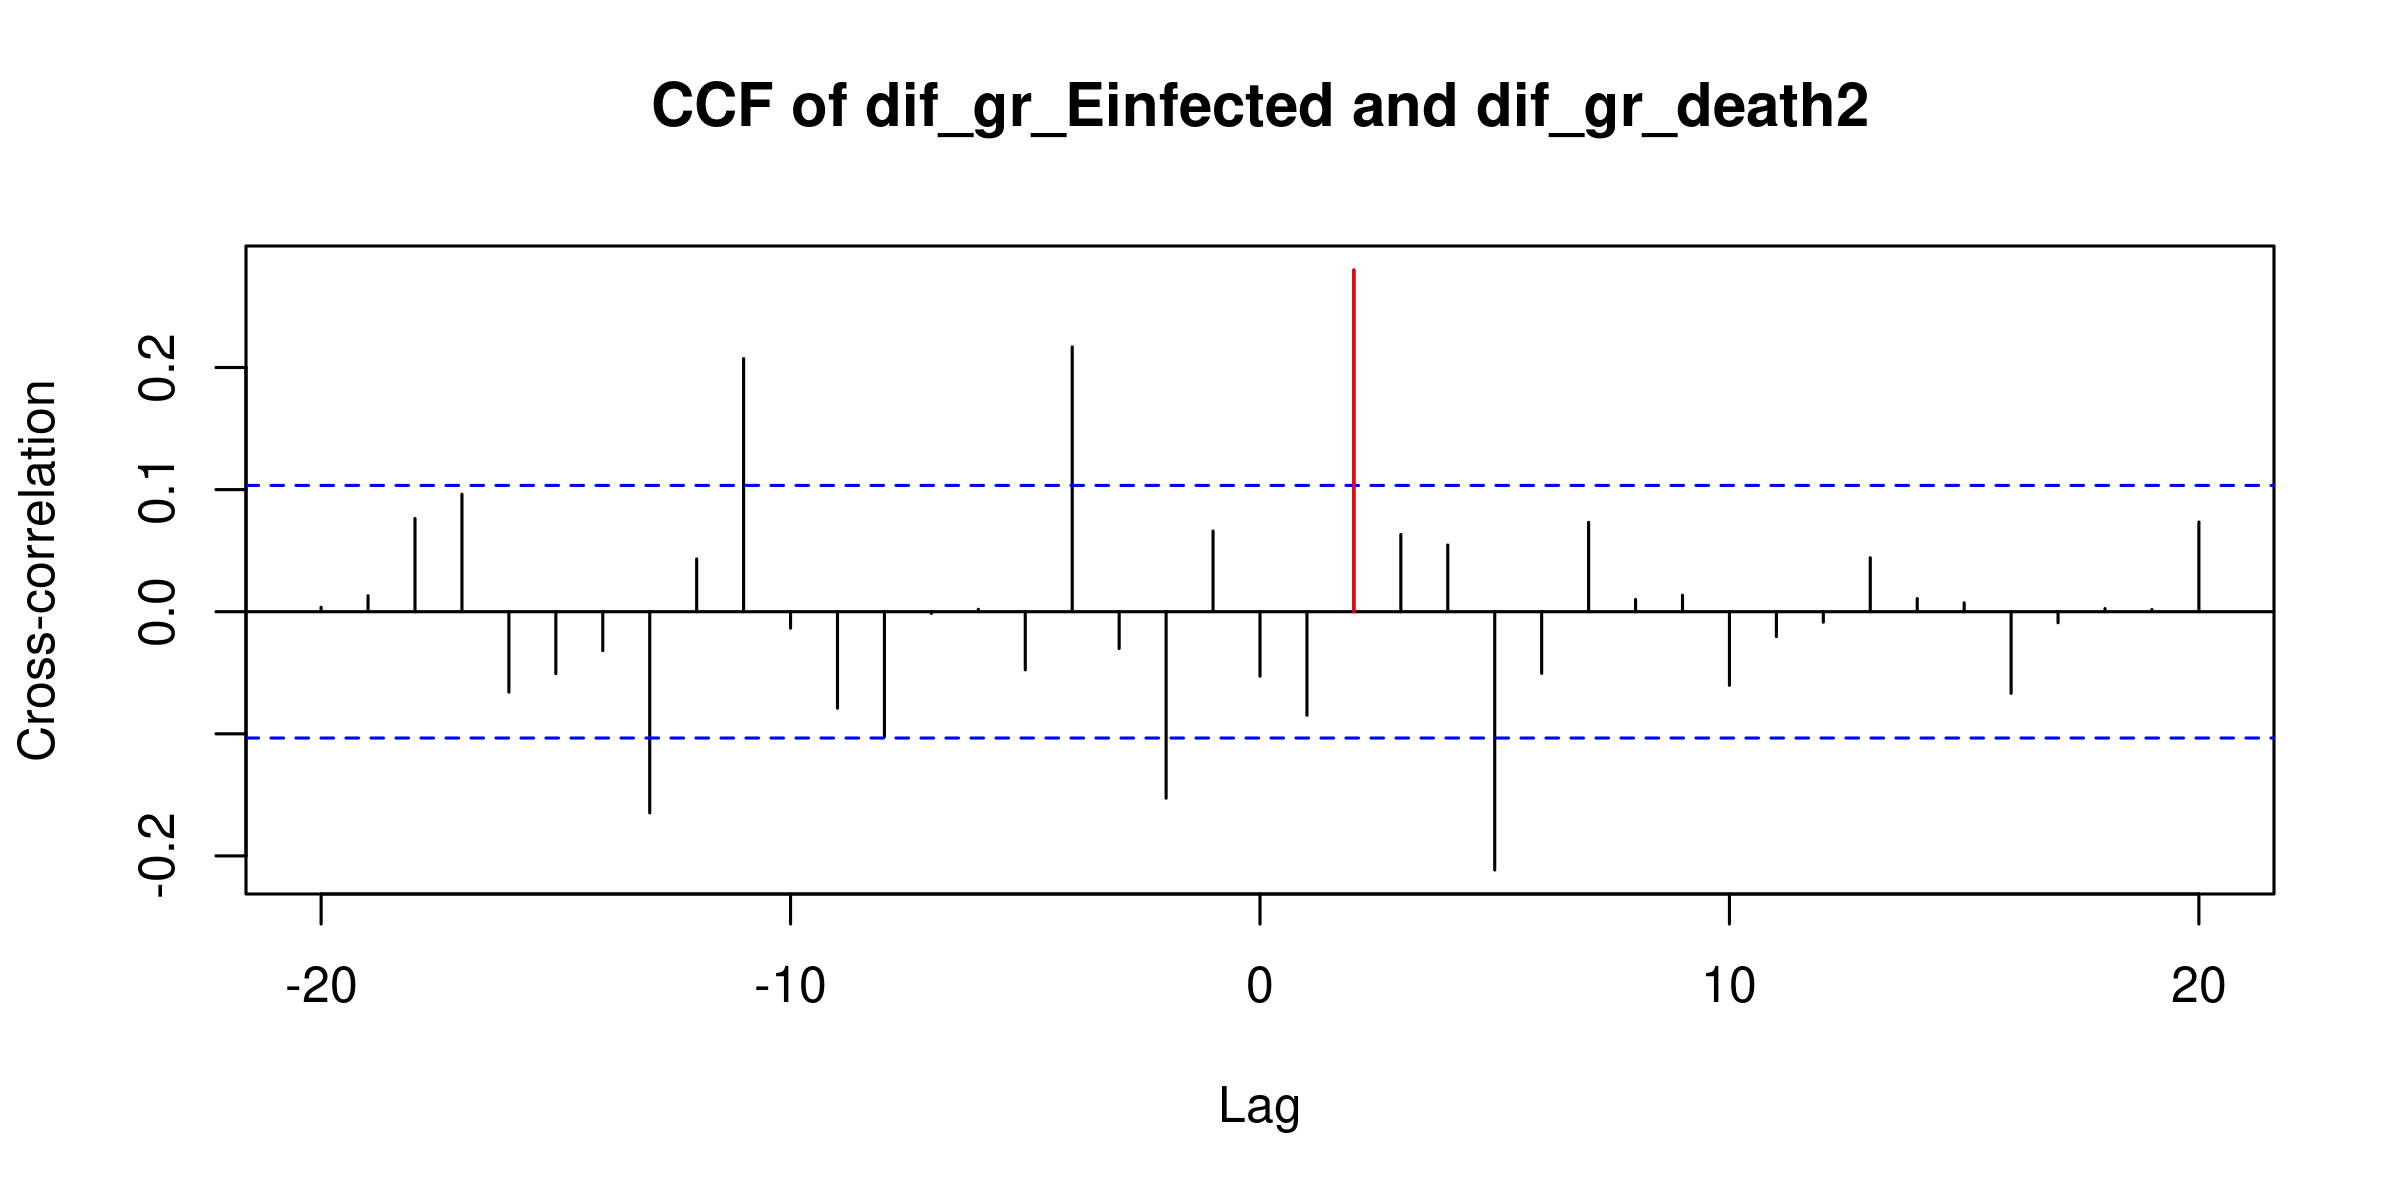 CCF of dif_gr_Einfected and dif_gr_death2
Cross-correlation
0.2
0.1
0.0
-0.2
-20 -10 0 10 20
Lag